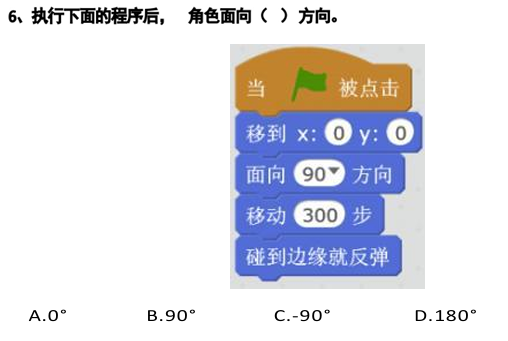 6、执行下面的程序后， 角色面向（ ）方向。
当 被点击
移到 x: 0 y: 0
面向 90 方向
移动 300 步
碰到边缘就反弹
A.0° B.90° C.-90° D.180°